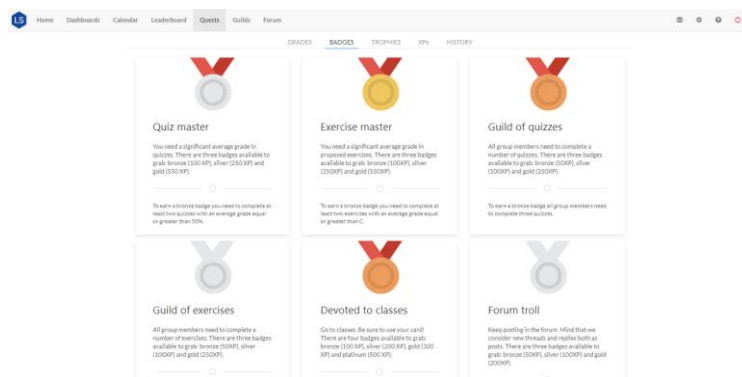 LS Home Dashboards Calendar Leaderboard Quests Guilds Forum
GRADES BADGES TROPHIES XPs HISTORY
Quiz master
You need a significant average grade in
quizzes. There are three badges available to
grab: bronze (100 XP), silver (250 XP) and
gold (550 XP).
To earn a bronze badge you need to complete at
least two quizzes with an average grade equal
or greater than 50%.
Exercise master
You need a significant average grade in
proposed exercises. There are three badges
available to grab: bronze (100XP), silver
(250XP) and gold (550XP).
To earn a bronze badge you need to complete at
least two exercises with an average grade equal
or greater than C.
Guild of quizzes
All group members need to complete a
number of quizzes. There are three badges
available to grab: bronze (50XP), silver
(100XP) and gold (250XP).
To earn a bronze badge all group members need
to complete three quizzes.
Guild of exercises
All group members need to complete a
number of exercises. There are three badges
available to grab: bronze (50XP), silver
(100XP) and gold (250XP).
Devoted to classes
Go to classes. Be sure to use your card!
There are four badges available to grab:
bronze (100 XP), silver (200 XP), gold (300
XP) and platinum (500 XP).
Forum troll
Keep posting in the forum. Mind that we
consider new threads and replies both as
posts. There are three badges available to
grab: bronze (50XP), silver (100XP) and gold
(200XP).